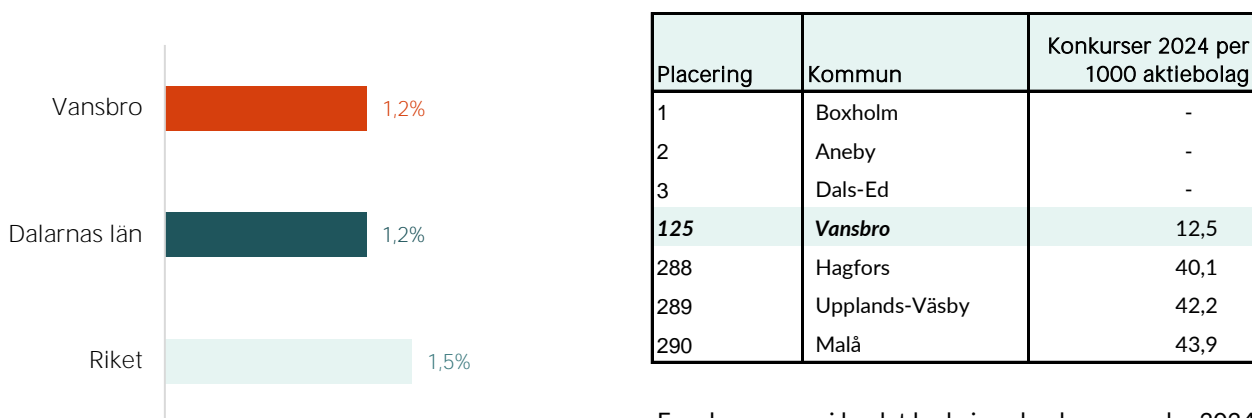 Vansbro 1,2%
Dalarnas län 1,2%
Riket 1,5%
Placering Kommun Konkurser 2024 per
1000 aktiebolag
1 Boxholm -
2 Aneby -
3 Dals-Ed -
125 Vansbro 12,5
288 Hagfors 40,1
289 Upplands-Väsby 42,2
290 Malå 43,9